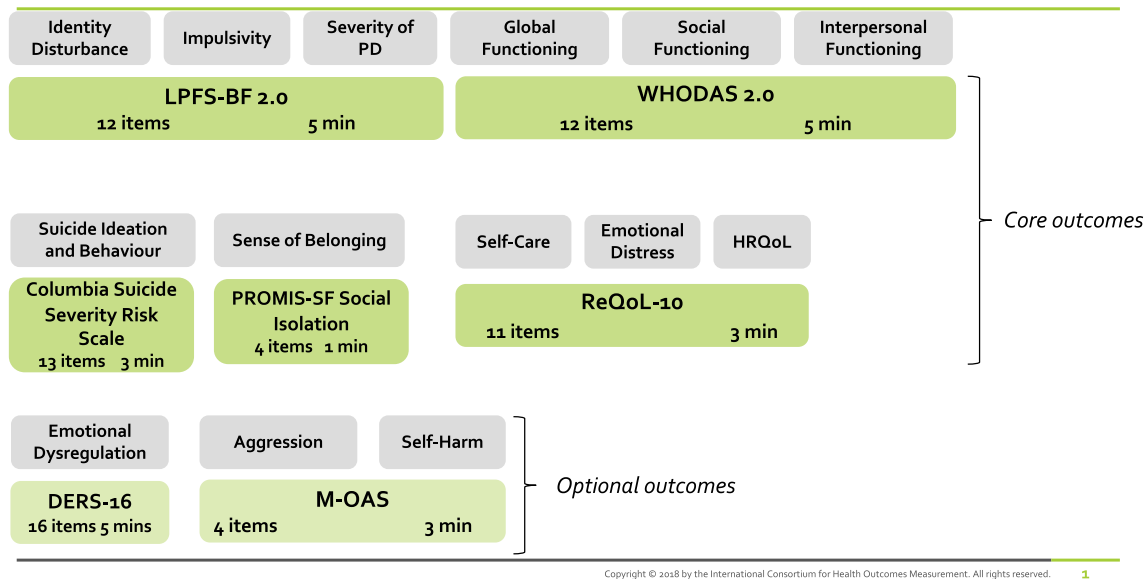 Identity
Disturbance
Impulsivity
Severity of
PD
Global
Functioning
Social
Functioning
Interpersonal
Functioning
LPFS-BF 2.0
12 items 5 min
WHODAS 2.0
12 items 5 min
Core outcomes
Suicide Ideation
and Behaviour
Sense of Belonging
Self-Care
Emotional
Distress
HRQoL
Columbia Suicide
Severity Risk
Scale
13 items 3 min
PROMIS-SF Social
Isolation
4 items 1 min
ReQoL-10
11 items 3 min
Emotional
Dysregulation
Aggression
Self-Harm
DERS-16
16 items 5 mins
M-OAS
4 items 3 min
Optional outcomes
Copyright © 2018 by the International Consortium for Health Outcomes Measurement. All rights reserved. 1